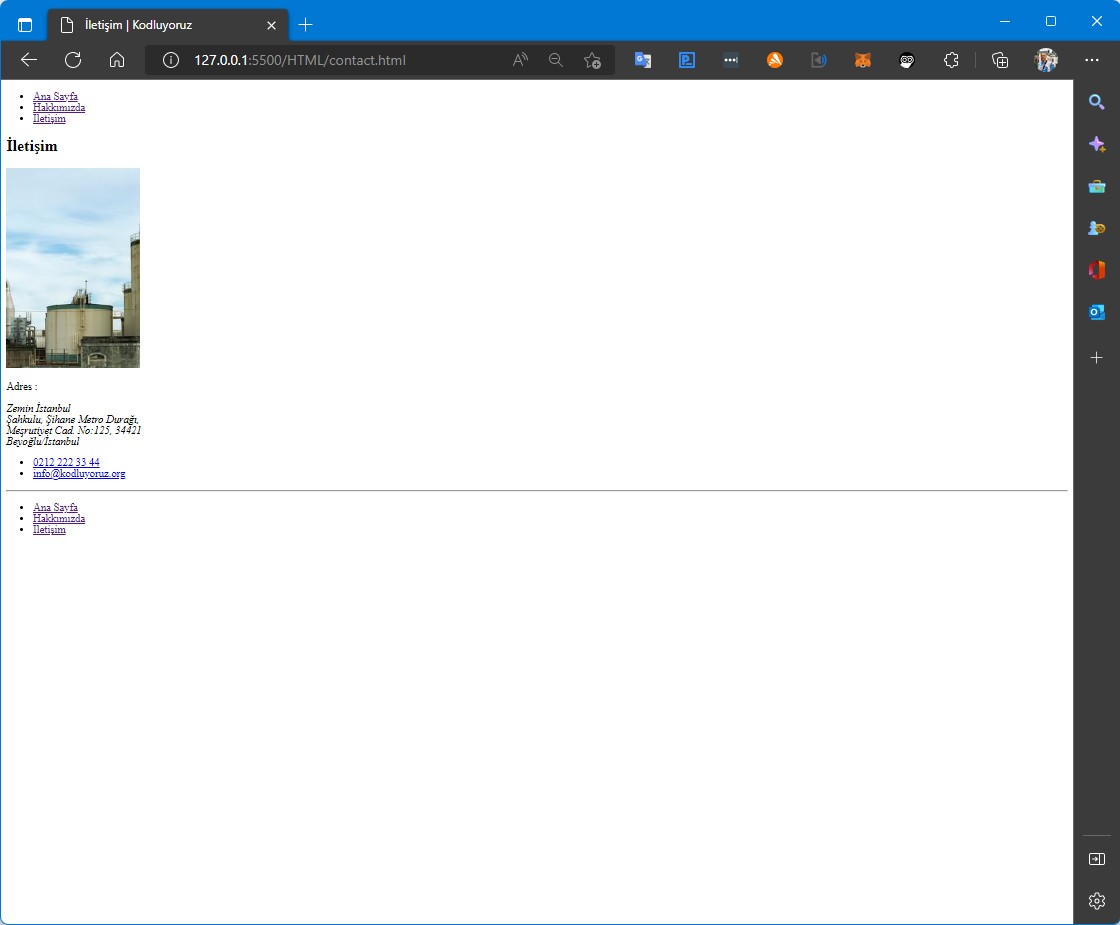 İletişim | Kodluyoruz
127.0.0.1:5500/HTML/contact.html
Ana Sayfa
Hakkımızda
İletişim
İletişim
Adres :
Zemin İstanbul
Şahkulu, Şihane Metro Durağı,
Meşrutiyet Cad. No:125, 34421
Beyoğlu/İstanbul
0212 222 33 44
info@kodluyoruz.org
Ana Sayfa
Hakkımızda
İletişim